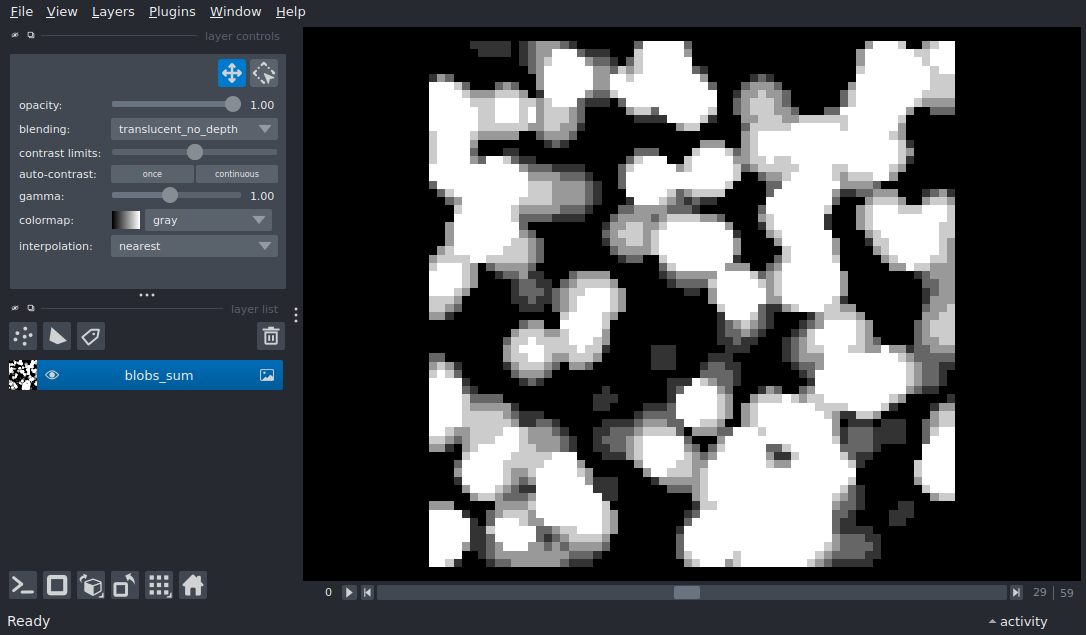 File View Layers Plugins Window Help
layer controls
opacity: 1.00
blending: translucent_no_depth
contrast limits:
auto-contrast: once continuous
gamma: 1.00
colormap: gray
interpolation: nearest
layer list
blobs_sum
0 29 59
Ready activity